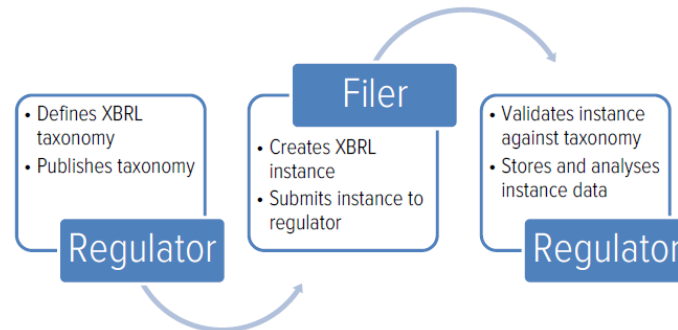 • Defines XBRL
taxonomy
• Publishes taxonomy
Regulator
Filer
• Creates XBRL
instance
• Submits instance to
regulator
• Validates instance
against taxonomy
• Stores and analyses
instance data
Regulator